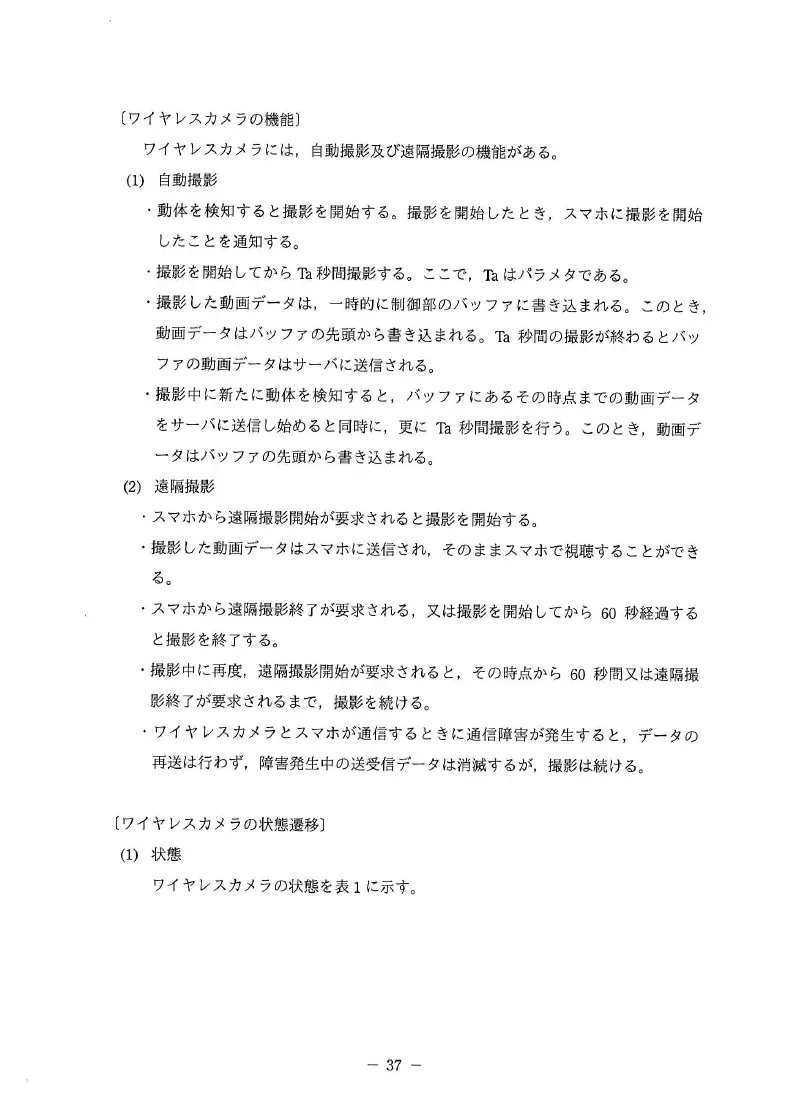 〔ワイヤレスカメラの機能〕
ワイヤレスカメラには，自動撮影及び遠隔撮影の機能がある。
(1) 自動撮影
・動体を検知すると撮影を開始する。撮影を開始したとき，スマホに撮影を開始
したことを通知する。
・撮影を開始してから Ta 秒間撮影する。ここで，Ta はパラメタである。
・撮影した動画データは，一時的に制御部のバッファに書き込まれる。このとき，
動画データはバッファの先頭から書き込まれる。Ta 秒間の撮影が終わるとバッ
ファの動画データはサーバに送信される。
・撮影中に新たに動体を検知すると，バッファにあるその時点までの動画データ
をサーバに送信し始めると同時に，更に Ta 秒間撮影を行う。このとき，動画デ
ータはバッファの先頭から書き込まれる。
(2) 遠隔撮影
・スマホから遠隔撮影開始が要求されると撮影を開始する。
・撮影した動画データはスマホに送信され，そのままスマホで視聴することができ
る。
・スマホから遠隔撮影終了が要求される，又は撮影を開始してから 60 秒経過する
と撮影を終了する。
・撮影中に再度，遠隔撮影開始が要求されると，その時点から 60 秒間又は遠隔撮
影終了が要求されるまで，撮影を続ける。
・ワイヤレスカメラとスマホが通信するときに通信障害が発生すると，データの
再送は行わず，障害発生中の送受信データは消滅するが，撮影は続ける。
〔ワイヤレスカメラの状態遷移〕
(1) 状態
ワイヤレスカメラの状態を表 1 に示す。
－ 37 －